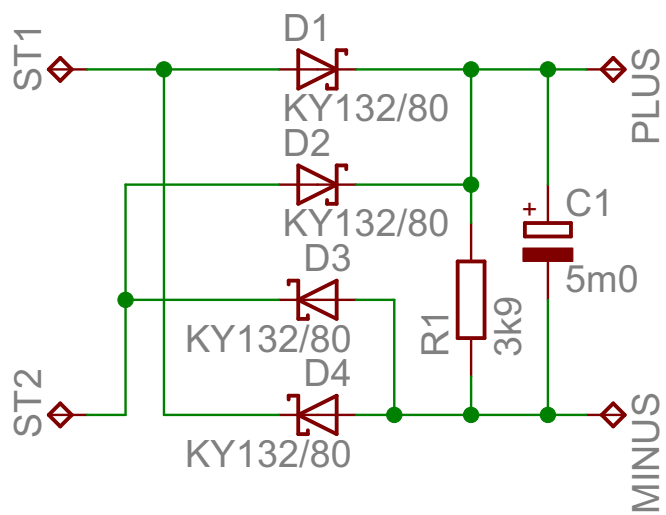 ST1
D1
KY132/80
PLUS
D2
KY132/80
+
C1
5m0
D3
KY132/80
R1
3k9
ST2
D4
KY132/80
MINUS